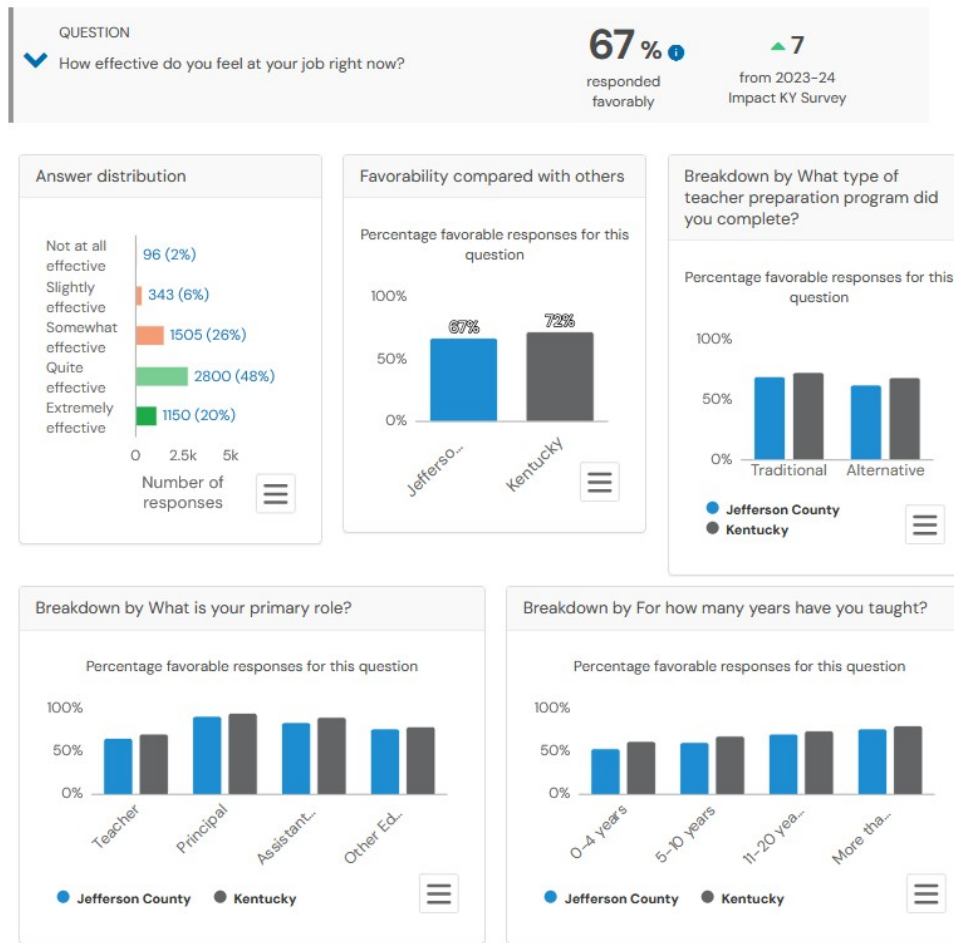 QUESTION
How effective do you feel at your job right now?
67 %
responded
favorably
7
from 2023-24
Impact KY Survey
Answer distribution
Not at all
effective
96 (2%)
Slightly
effective
343 (6%)
Somewhat
effective
1505 (26%)
Quite
effective
2800 (48%)
Extremely
effective
1150 (20%)
0 2.5k 5k
Number of
responses
Favorability compared with others
Percentage favorable responses for this
question
100%
67% 72%
50%
0%
Jefferso... Kentucky
Breakdown by What type of
teacher preparation program did
you complete?
Percentage favorable responses for this
question
100%
50%
0%
Traditional Alternative
Jefferson County
Kentucky
Breakdown by What is your primary role?
Percentage favorable responses for this question
100%
50%
0%
Teacher Principal Assistant... Other Ed...
Jefferson County Kentucky
Breakdown by For how many years have you taught?
Percentage favorable responses for this question
100%
50%
0%
0-4 years 5-10 years 11-20 yea... More tha...
Jefferson County Kentucky